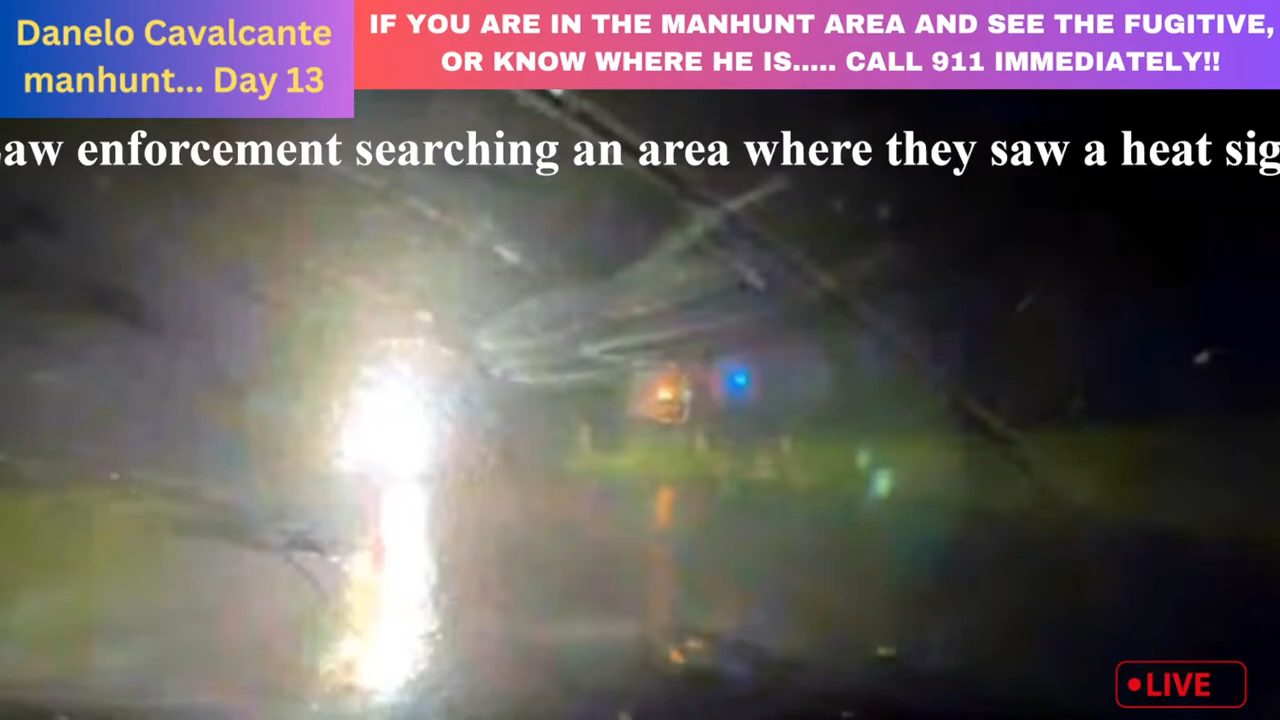 Danelo Cavalcante
manhunt... Day 13
IF YOU ARE IN THE MANHUNT AREA AND SEE THE FUGITIVE,
OR KNOW WHERE HE IS..... CALL 911 IMMEDIATELY!!
aw enforcement searching an area where they saw a heat sig
LIVE